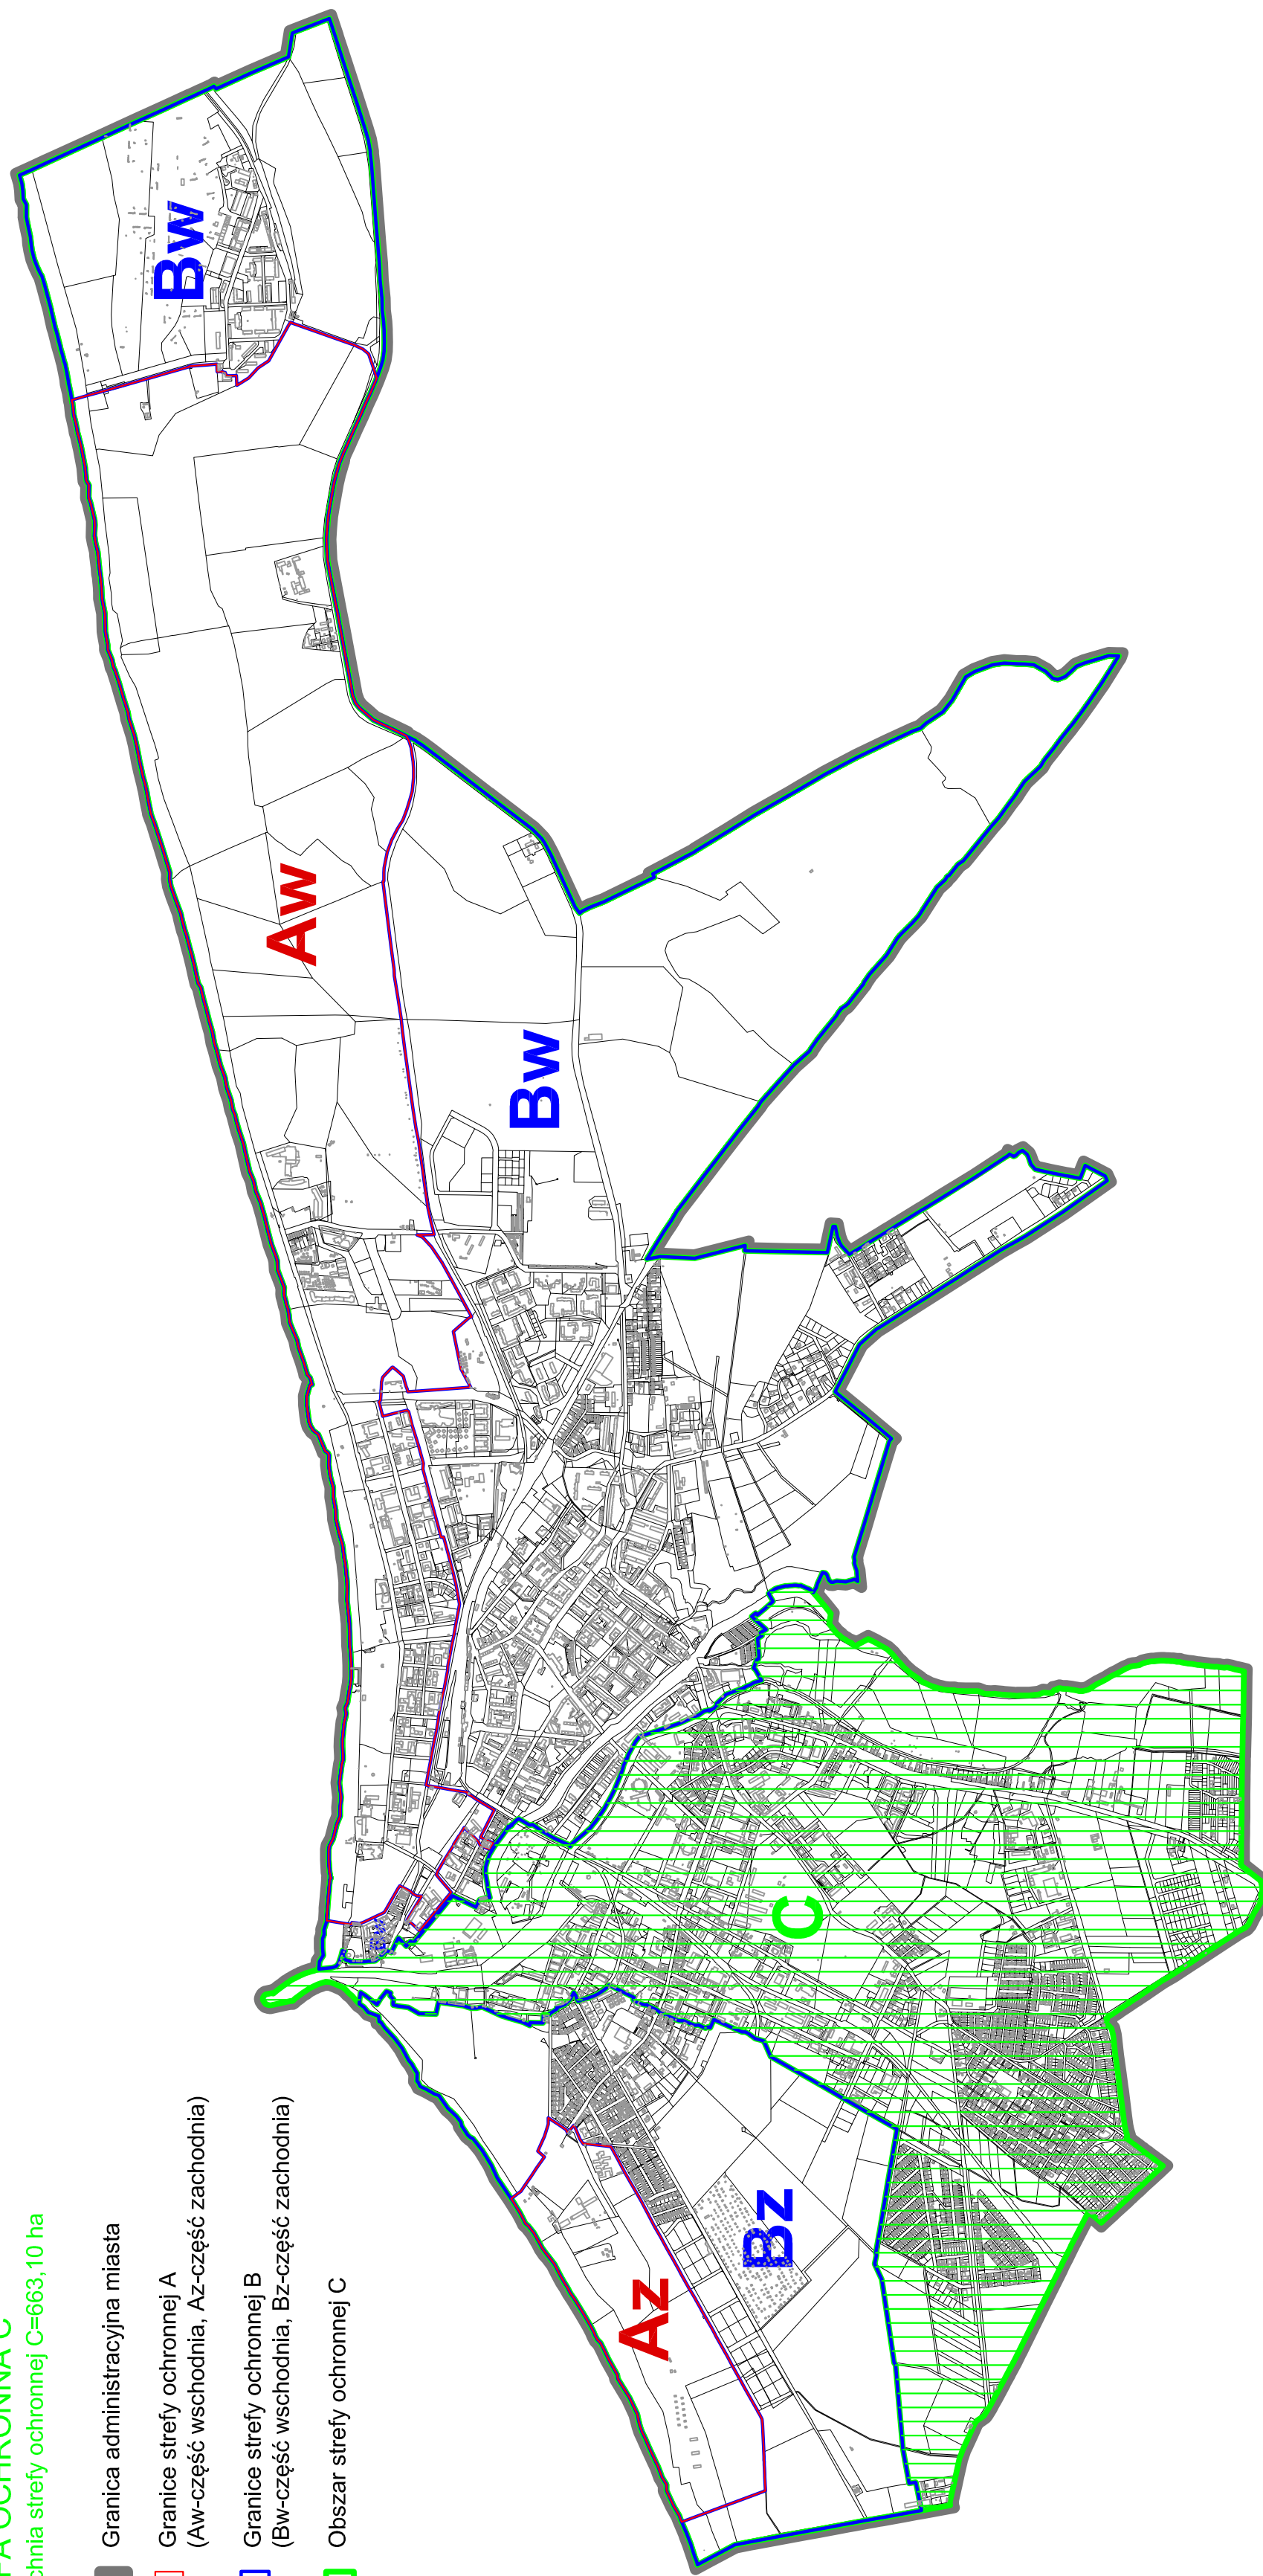 OCHRONNA C
strefy ochronnej C=663,10 ha
Granica administracyjna miasta
Granice strefy ochronnej A
(Aw-część wschodnia, Az-część zachodnia)
Granice strefy ochronnej B
(Bw-część wschodnia, Bz-część zachodnia)
Obszar strefy ochronnej C
Bw
Aw
Bw
C
Bz
Az